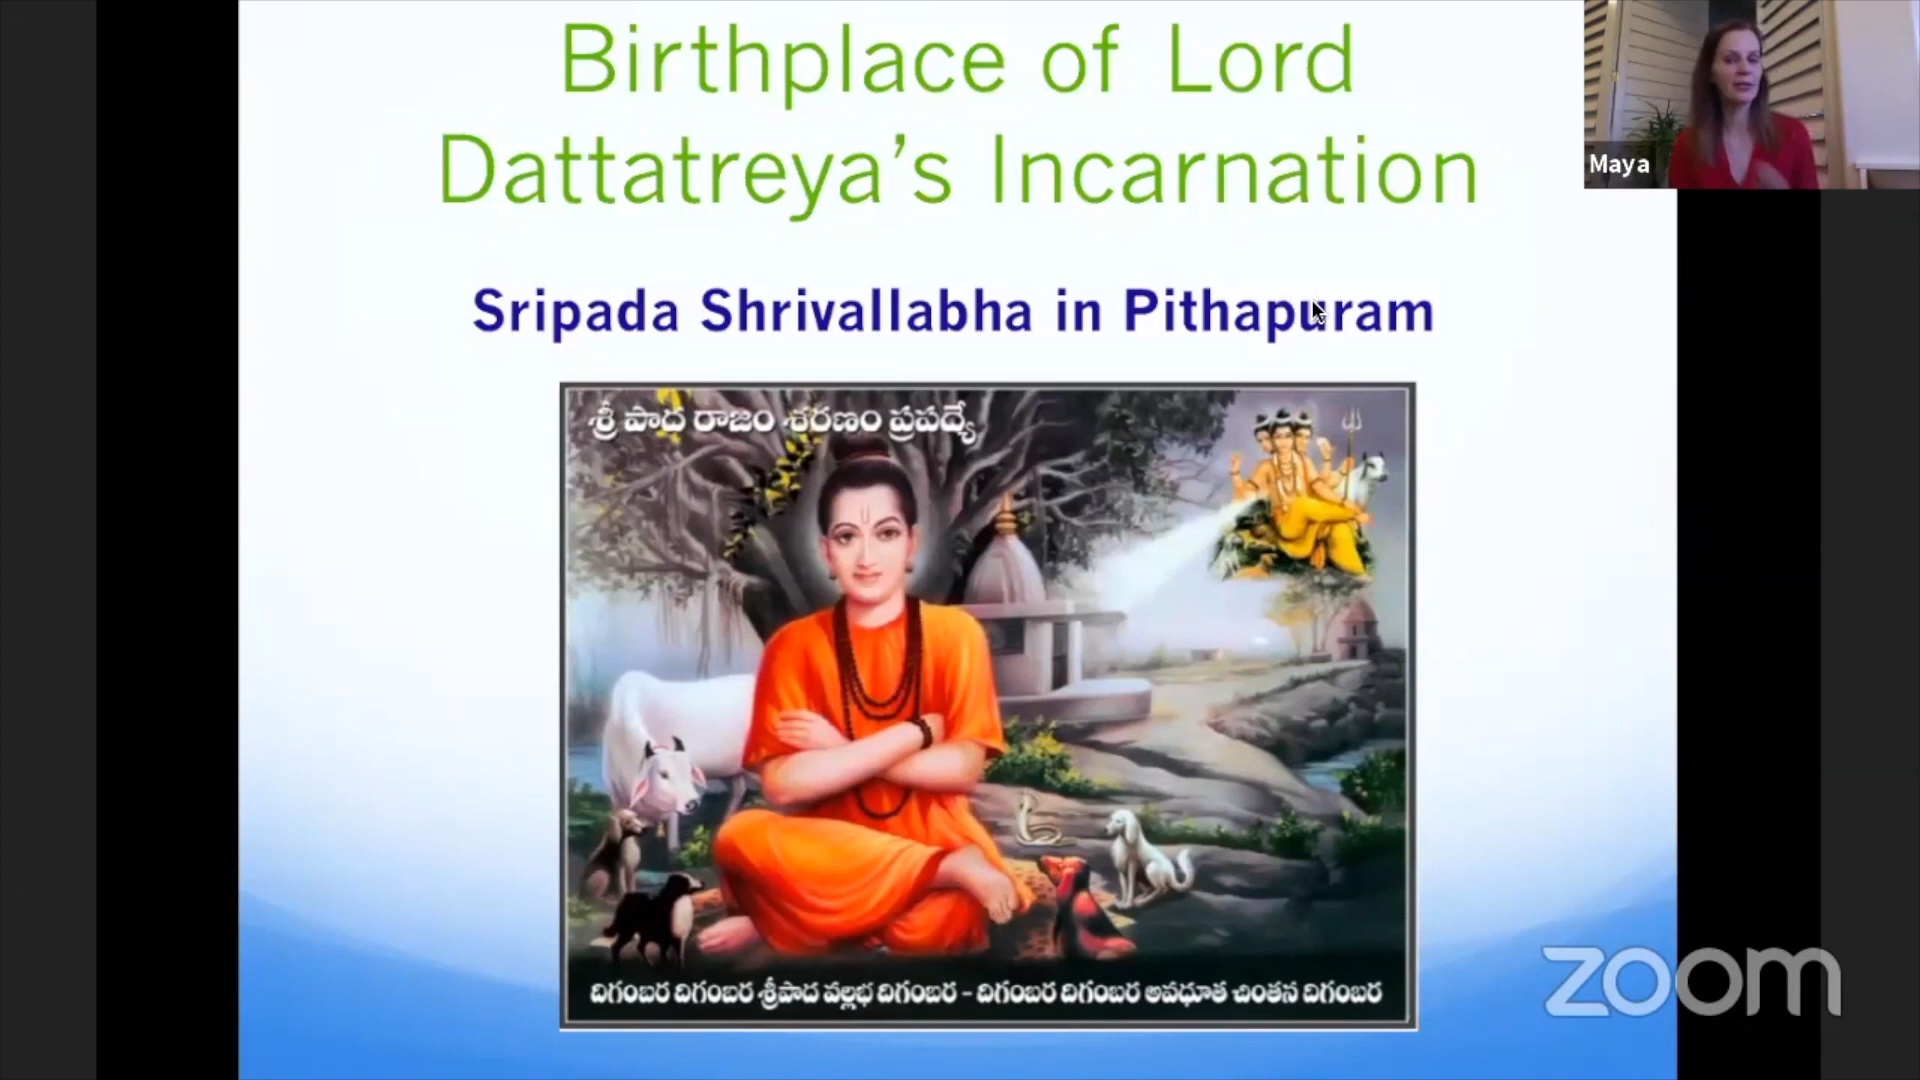 Birthplace of Lord
Dattatreya’s Incarnation
Maya
Sripada Shrivallabha in Pithapuram
శ్రీ పాద రాజం శరణం ప్రపద్యే
దిగంబర దిగంబర శ్రీపాద వల్లభ దిగంబర - దిగంబర దిగంబర అవధూత చింతన దిగంబర
zoom